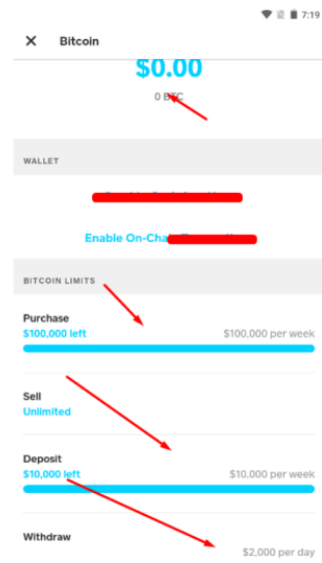 7:19
Bitcoin
$0.00
0 BTC
WALLET
Enable On-Cha
BITCOIN LIMITS
Purchase
$100,000 left $100,000 per week
Sell
Unlimited
Deposit
$10,000 left $10,000 per week
Withdraw
$2,000 per day